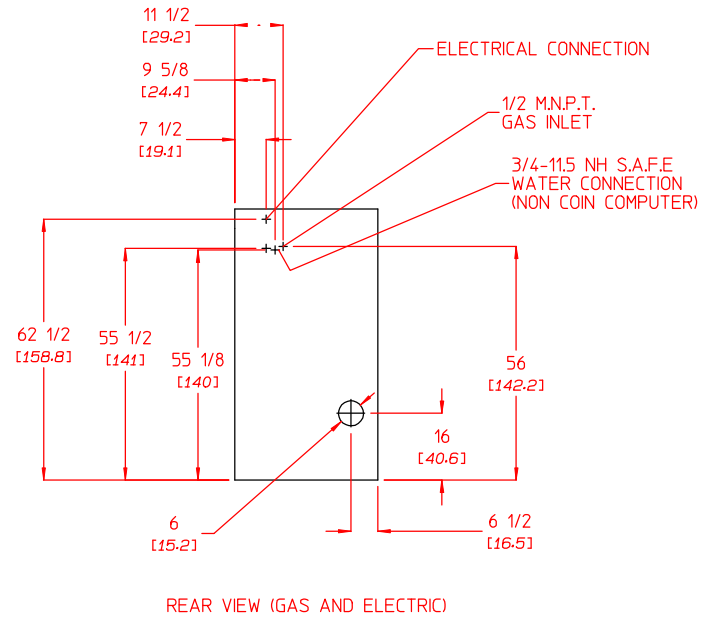 11 1/2
[29.2]
9 5/8
[24.4]
7 1/2
[19.1]
ELECTRICAL CONNECTION
1/2 M.N.P.T.
GAS INLET
3/4-11.5 NH S.A.F.E
WATER CONNECTION
(NON COIN COMPUTER)
62 1/2
[158.8]
55 1/2
[141]
55 1/8
[140]
56
[142.2]
16
[40.6]
6
[15.2]
6 1/2
[16.5]
REAR VIEW (GAS AND ELECTRIC)